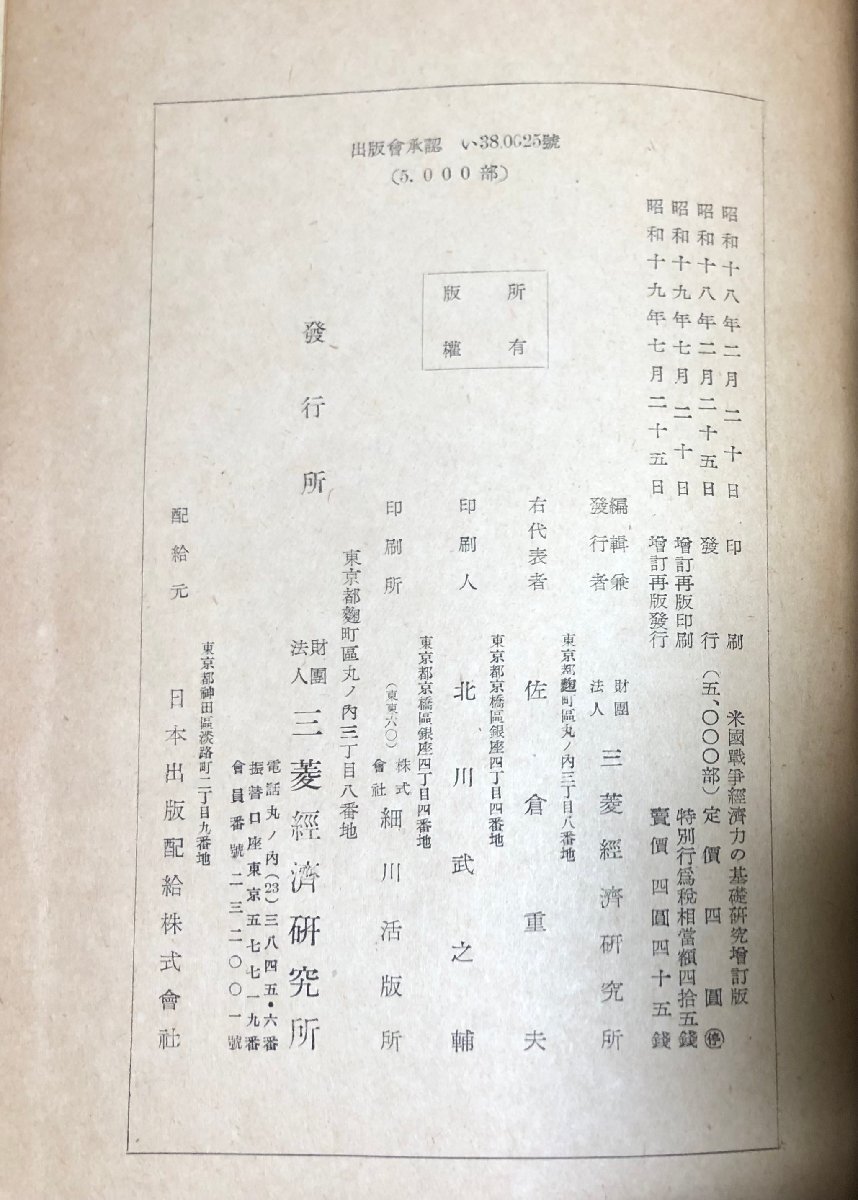 出版會承認 い38.0625號
(5.000部)
昭和十八年二月二十日 印刷
昭和十八年二月二十五日 發行 (五、〇〇〇部)
昭和十九年七月二十日 增訂再版印刷
昭和十九年七月二十五日 增訂再版發行
米國戰爭經濟力の基礎硏究增訂版
定價 四圓 停
特別行爲稅相當額四拾五錢
賣價 四圓四十五錢
所有
版權
編輯兼
發行者
財團
法人 三菱經濟硏究所
東京都麴町區丸ノ內三丁目八番地
右代表者 佐倉重夫
東京都京橋區銀座四丁目四番地
印刷人 北川武之輔
東京都京橋區銀座四丁目四番地
印刷所 (東東六〇) 株式
會社 細川活版所
東京都麴町區丸ノ內三丁目八番地
發行所 財團
法人 三菱經濟硏究所
電話丸ノ內(23)三八四五・六番
振替口座東京五七七一九番
會員番號二三二〇〇一號
東京都神田區淡路町二丁目九番地
配給元 日本出版配給株式會社